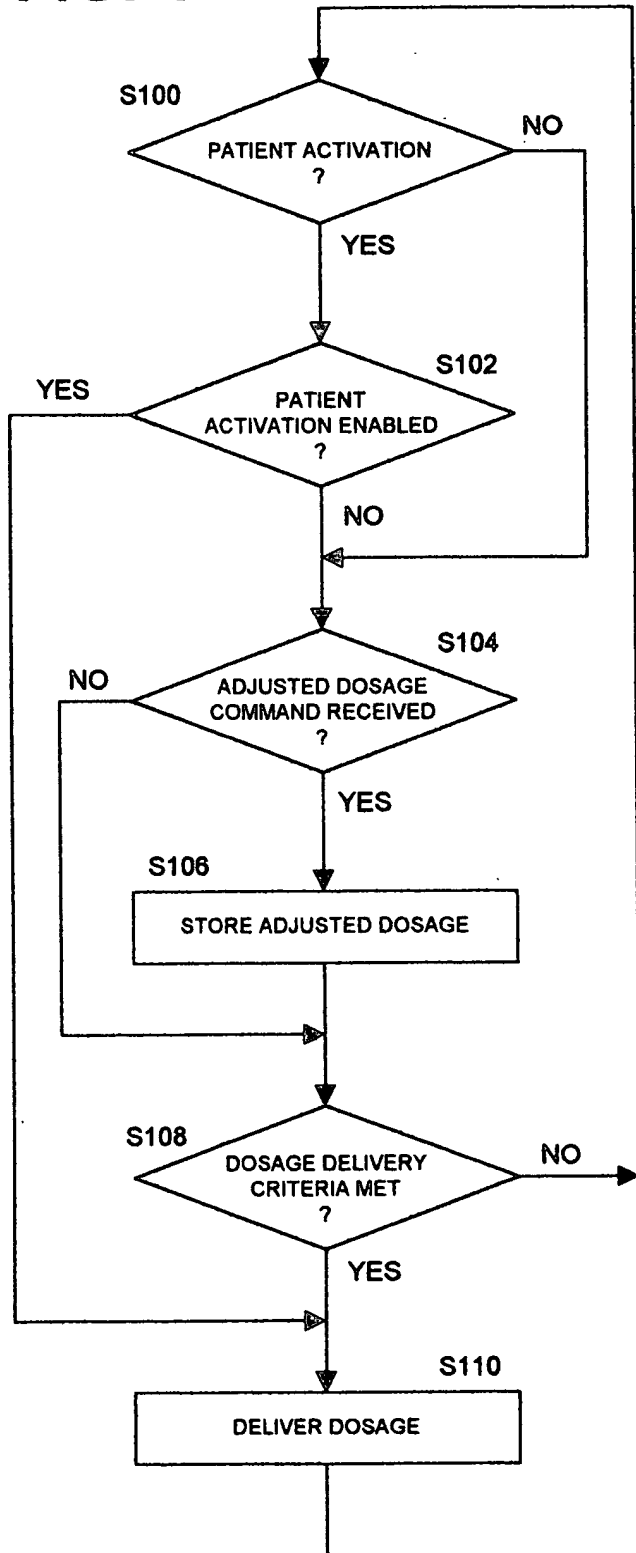 S100
NO
PATIENT ACTIVATION
?
YES
S102
YES
PATIENT
ACTIVATION ENABLED
?
NO
S104
NO
ADJUSTED DOSAGE
COMMAND RECEIVED
?
YES
S106
STORE ADJUSTED DOSAGE
S108
NO
DOSAGE DELIVERY
CRITERIA MET
?
YES
S110
DELIVER DOSAGE